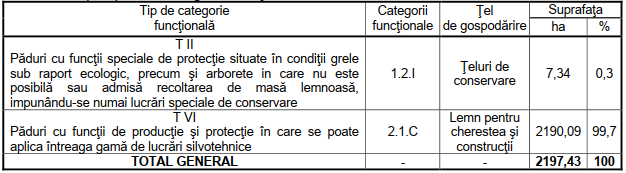 Tip de categorie
funcţională
Categorii
funcţionale
Ţel
de gospodărire
Suprafaţa
ha
%
T II
Păduri cu funcţii speciale de protecţie situate în condiţii grele
sub raport ecologic, precum şi arborete in care nu este
posibilă sau admisă recoltarea de masă lemnoasă,
impunându-se numai lucrări speciale de conservare
1.2.I
Ţeluri de
conservare
7,34
0,3
T VI
Păduri cu funcţii de producţie şi protecţie în care se poate
aplica întreaga gamă de lucrări silvotehnice
2.1.C
Lemn pentru
cherestea şi
construcţii
2190,09
99,7
TOTAL GENERAL
-
-
2197,43
100